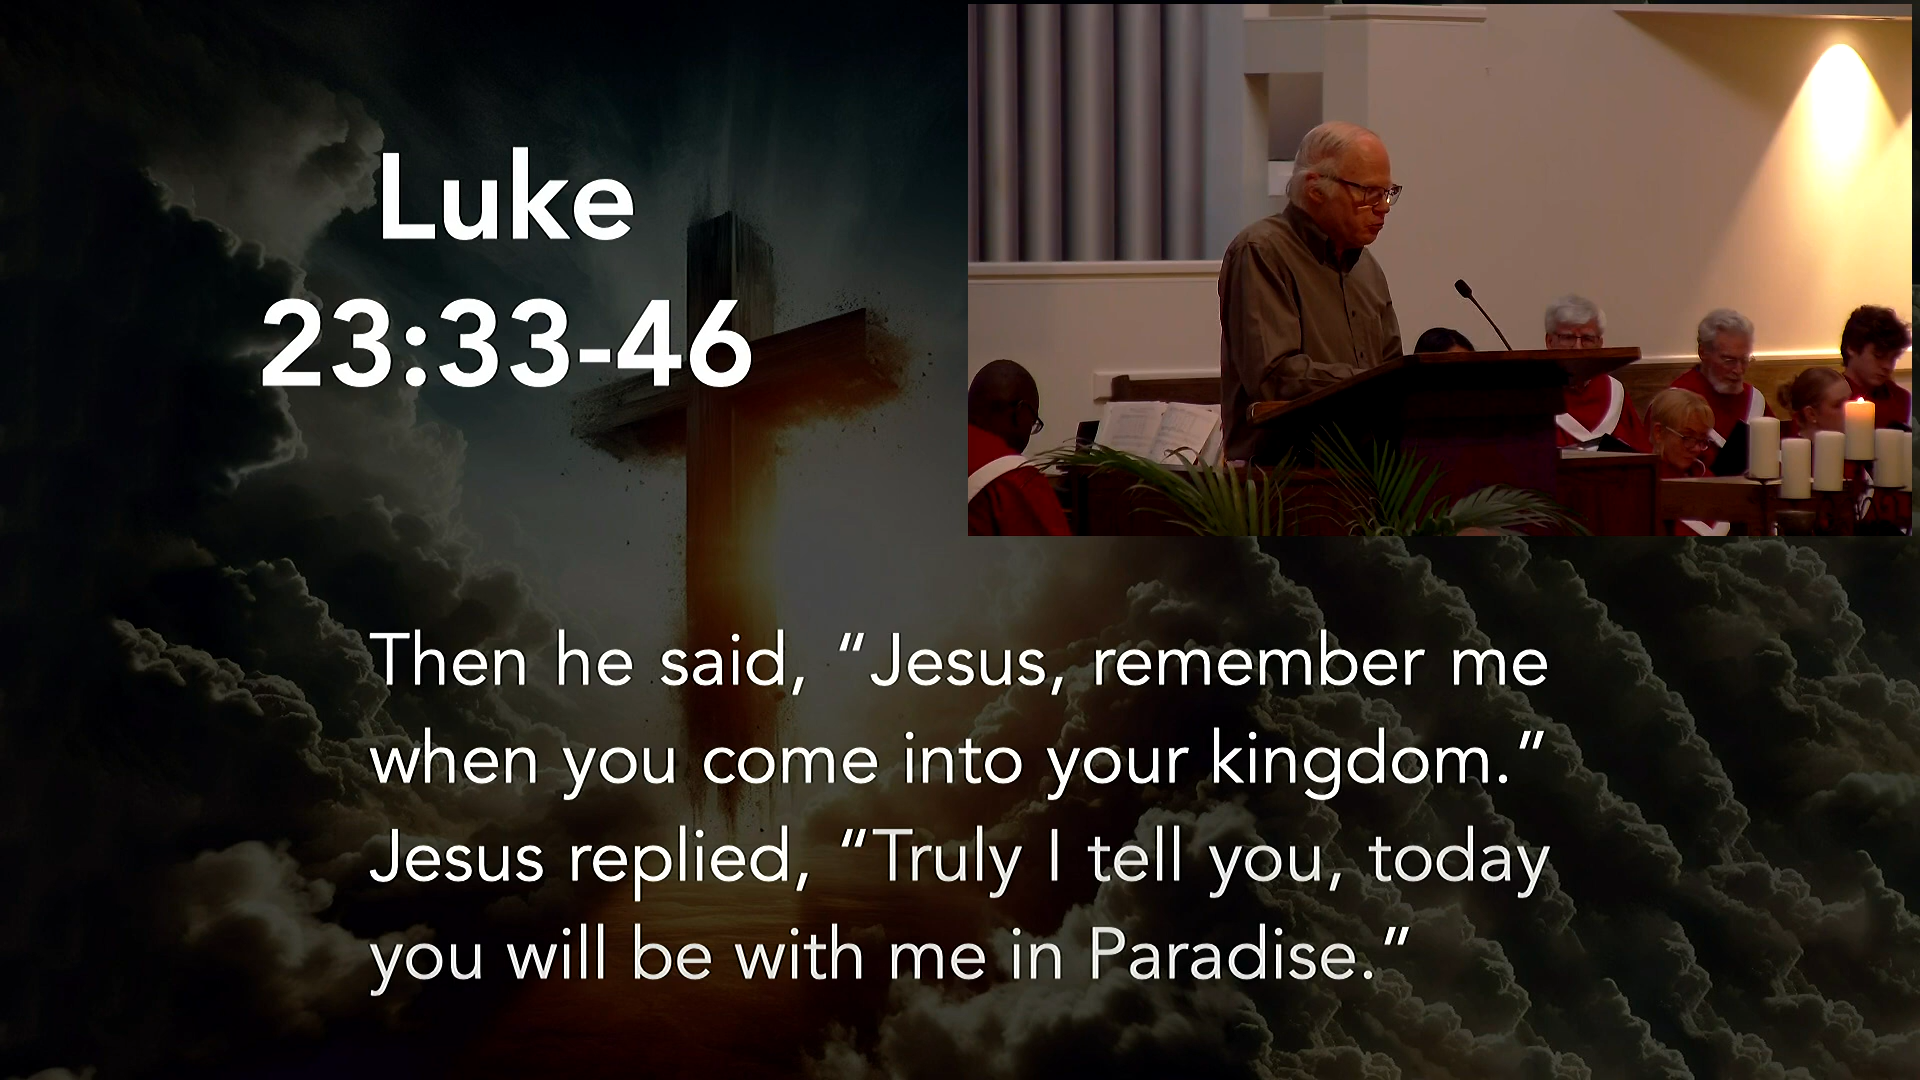 Luke
23:33-46
Then he said, “Jesus, remember me
when you come into your kingdom.”
Jesus replied, “Truly I tell you, today
you will be with me in Paradise.”